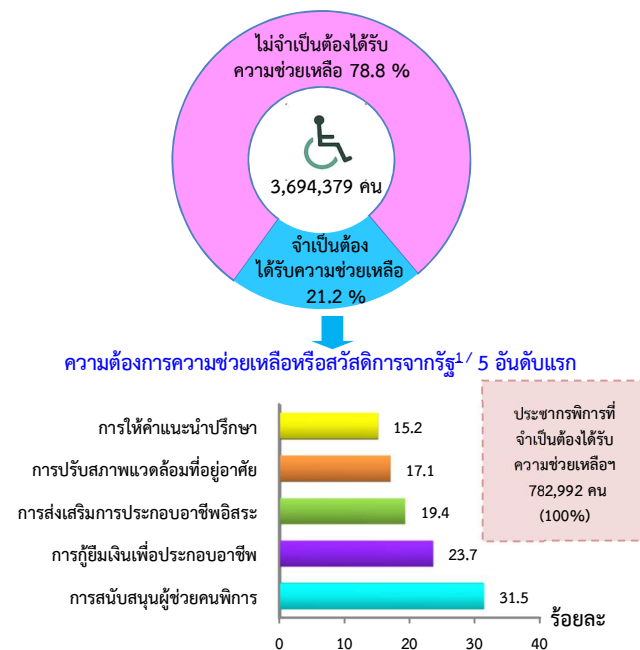 ไม่จำเป็นต้องได้รับ
ความช่วยเหลือ 78.8 %
3,694,379 คน
จำเป็นต้อง
ได้รับความช่วยเหลือ
21.2 %
ความต้องการความช่วยเหลือหรือสวัสดิการจากรัฐ1/ 5 อันดับแรก
ประชากรพิการที่
จำเป็นต้องได้รับ
ความช่วยเหลือฯ
782,992 คน
(100%)
การให้คำแนะนำปรึกษา 15.2
การปรับสภาพแวดล้อมที่อยู่อาศัย 17.1
การส่งเสริมการประกอบอาชีพอิสระ 19.4
การกู้ยืมเงินเพื่อประกอบอาชีพ 23.7
การสนับสนุนผู้ช่วยคนพิการ 31.5
ร้อยละ
0 10 20 30 40